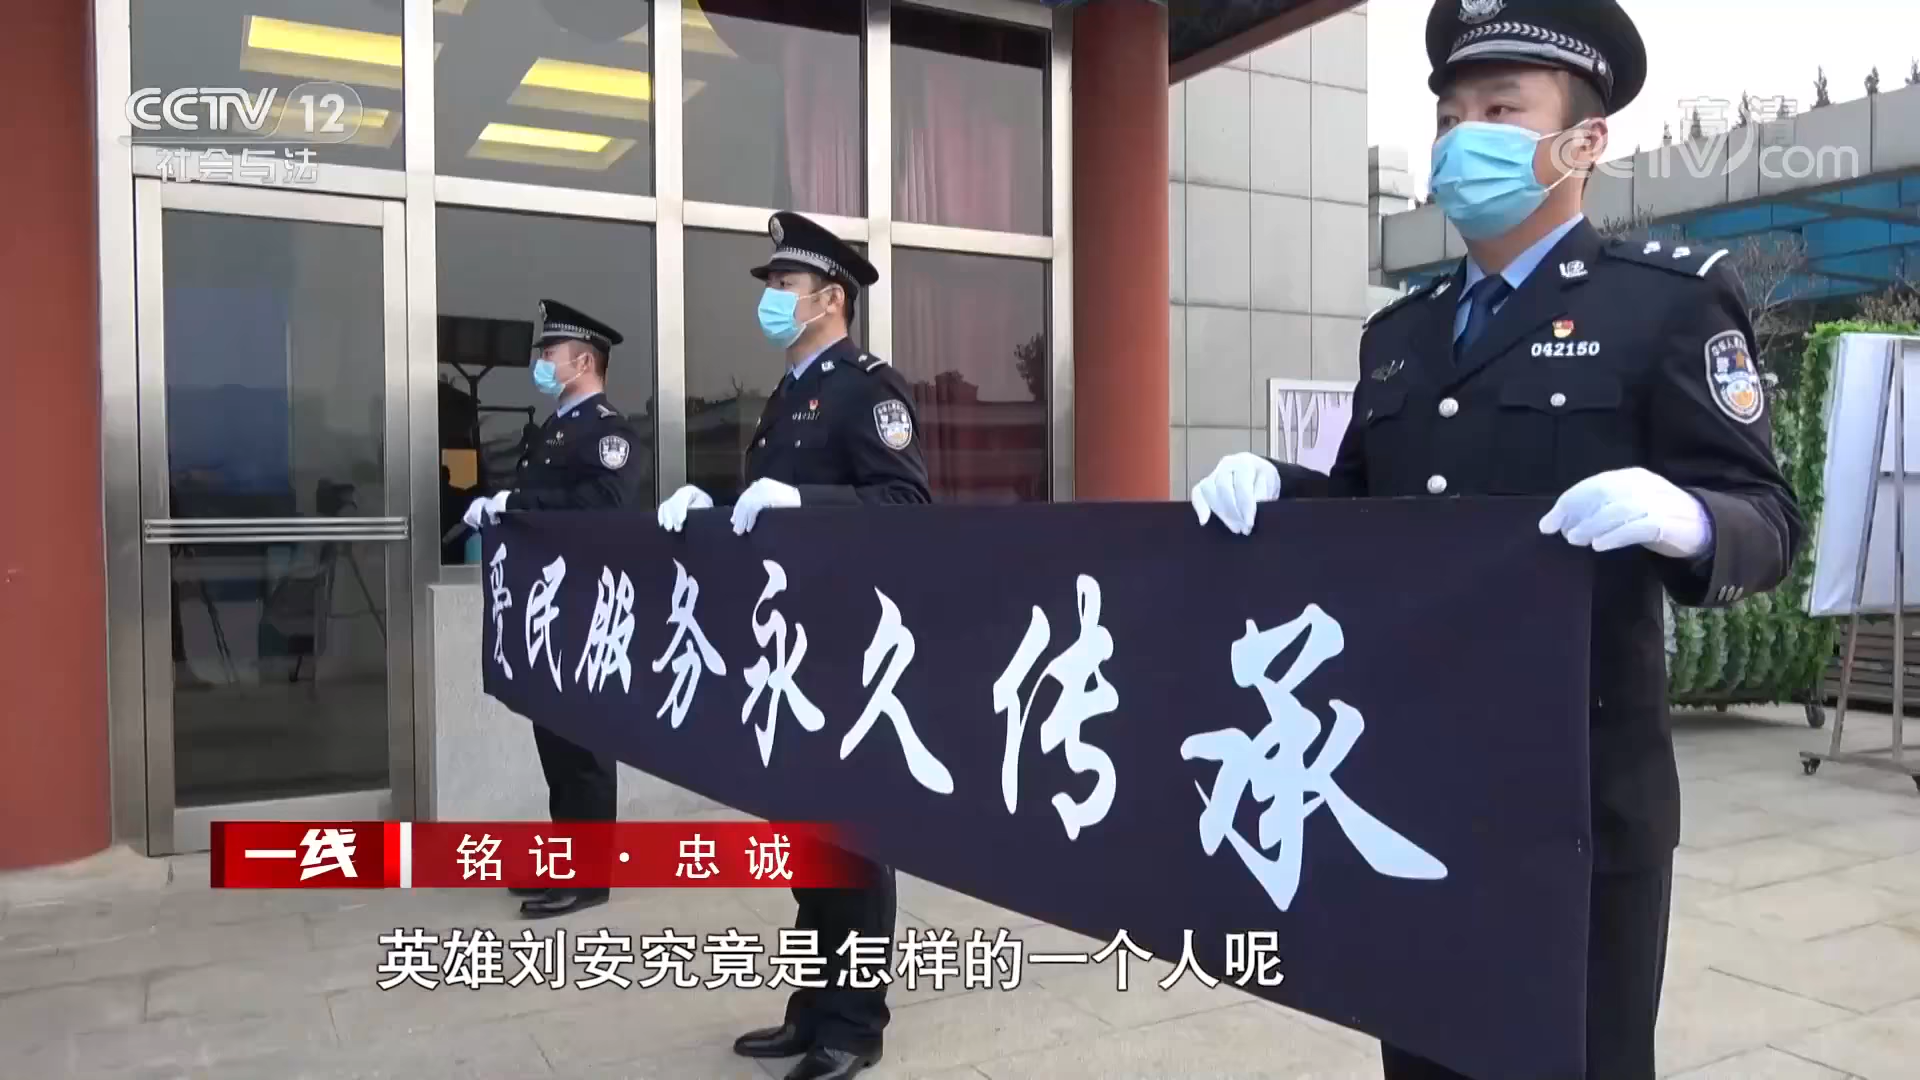 CCTV 12
社会与法
高清
CCTV.com
042150
爱民服务永久传承
一线
铭记·忠诚
英雄刘安究竟是怎样的一个人呢